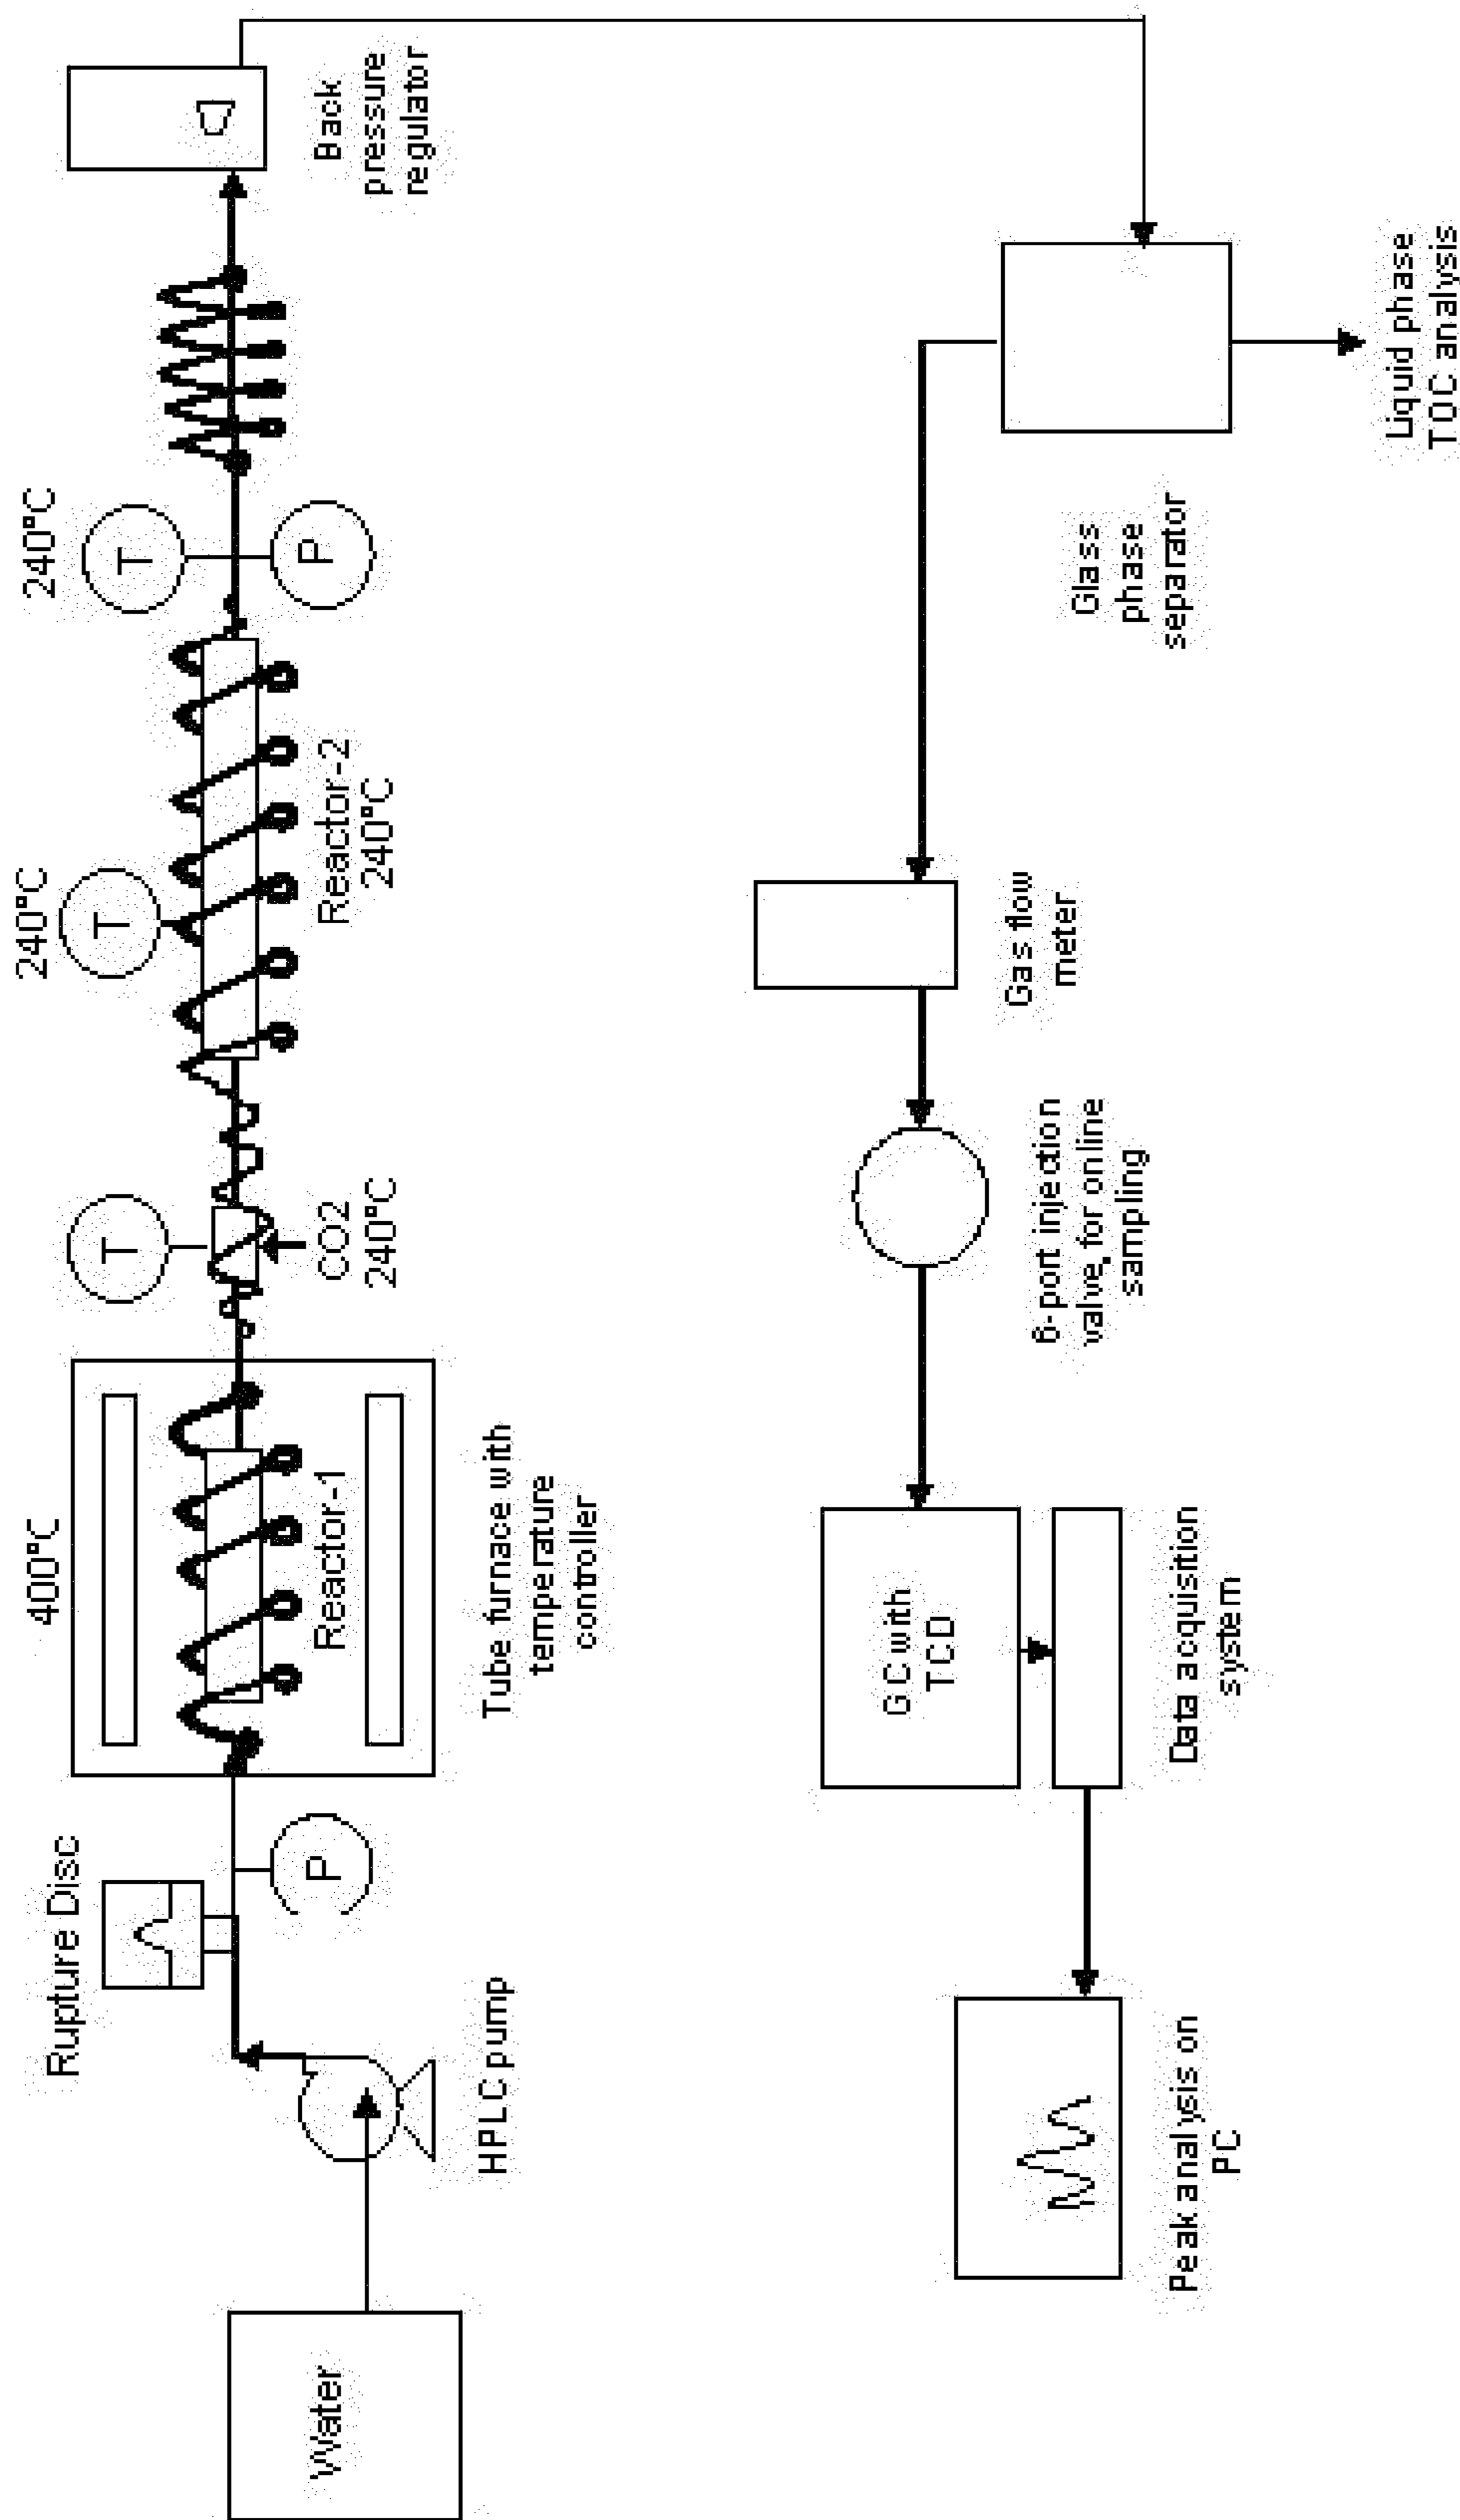 Water
HPLC pump
Rupture Disc
P
400°C
Reactor-1
Tube furnace with
temperature
controller
T
CO2
240°C
240°C
T
Reactor-2
240°C
240°C
T
P
Back
pressure
regulator
Peak analysis on
PC
GC with
TCD
Data acquisition
system
6-port injection
valve, for online
sampling
Gas flow
meter
Glass
phase
separator
Liquid phase
TOC analysis